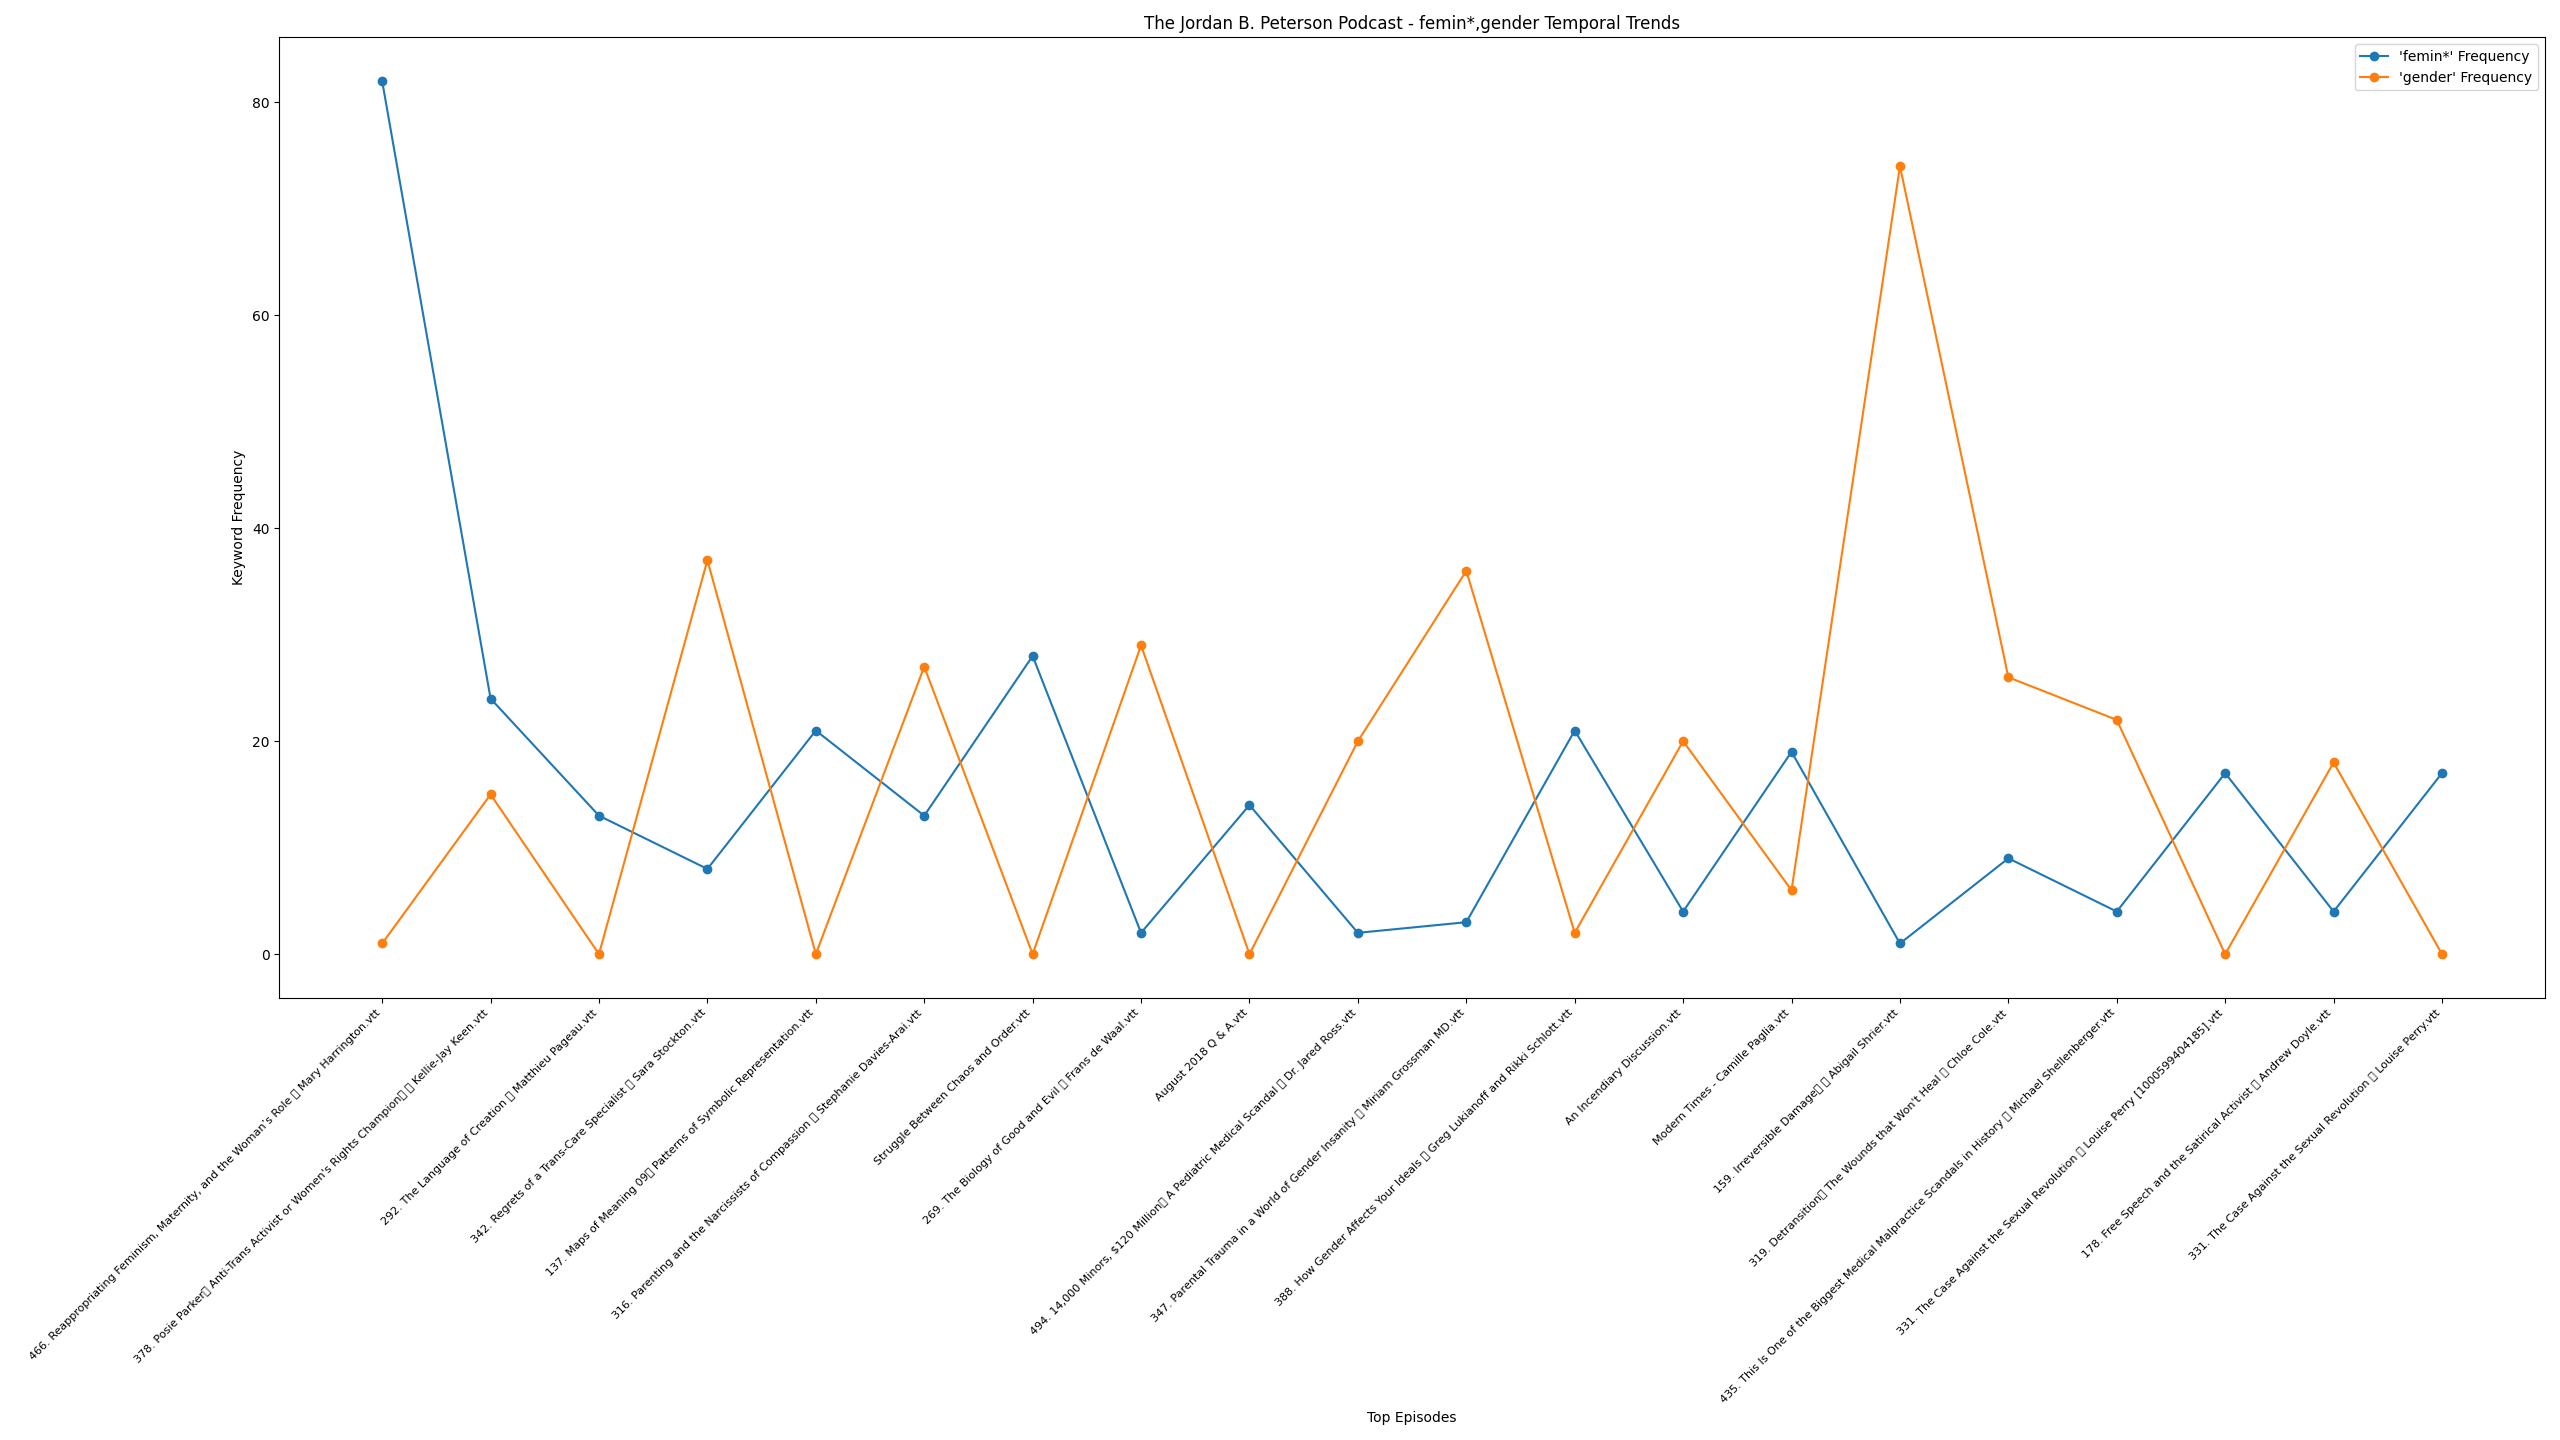 The Jordan B. Peterson Podcast - femin*,gender Temporal Trends
'femin*' Frequency
'gender' Frequency
80
60
40
20
0
Keyword Frequency
466. Reappropriating Feminism, Maternity, and the Woman's Role ▯ Mary Harrington.vtt
378. Posie Parker▯ Anti-Trans Activist or Women's Rights Champion▯ ▯ Kellie-Jay Keen.vtt
292. The Language of Creation ▯ Matthieu Pageau.vtt
342. Regrets of a Trans-Care Specialist ▯ Sara Stockton.vtt
137. Maps of Meaning 09▯ Patterns of Symbolic Representation.vtt
316. Parenting and the Narcissists of Compassion ▯ Stephanie Davies-Arai.vtt
Struggle Between Chaos and Order.vtt
269. The Biology of Good and Evil ▯ Frans de Waal.vtt
August 2018 Q & A.vtt
494. 14,000 Minors, $120 Million▯ A Pediatric Medical Scandal ▯ Dr. Jared Ross.vtt
347. Parental Trauma in a World of Gender Insanity ▯ Miriam Grossman MD.vtt
388. How Gender Affects Your Ideals ▯ Greg Lukianoff and Rikki Schlott.vtt
An Incendiary Discussion.vtt
Modern Times - Camille Paglia.vtt
159. Irreversible Damage▯ ▯ Abigail Shrier.vtt
319. Detransition▯ The Wounds that Won't Heal ▯ Chloe Cole.vtt
435. This Is One of the Biggest Medical Malpractice Scandals in History ▯ Michael Shellenberger.vtt
331. The Case Against the Sexual Revolution ▯ Louise Perry [1000599404185].vtt
178. Free Speech and the Satirical Activist ▯ Andrew Doyle.vtt
331. The Case Against the Sexual Revolution ▯ Louise Perry.vtt
Top Episodes